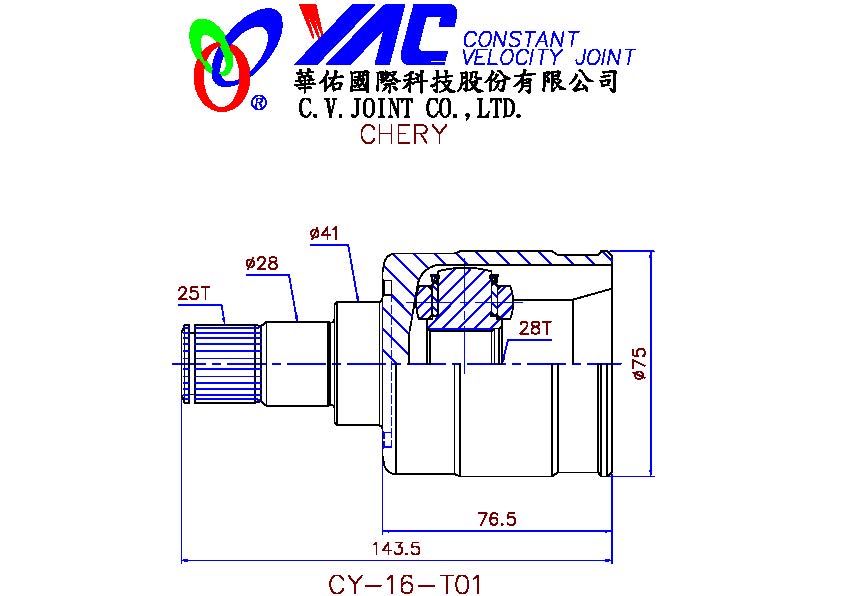 YAC CONSTANT
VELOCITY JOINT
®
華佑國際科技股份有限公司
C.V.JOINT CO.,LTD.
CHERY
ø41
ø28
25T
28T
ø75
76.5
143.5
CY-16-T01